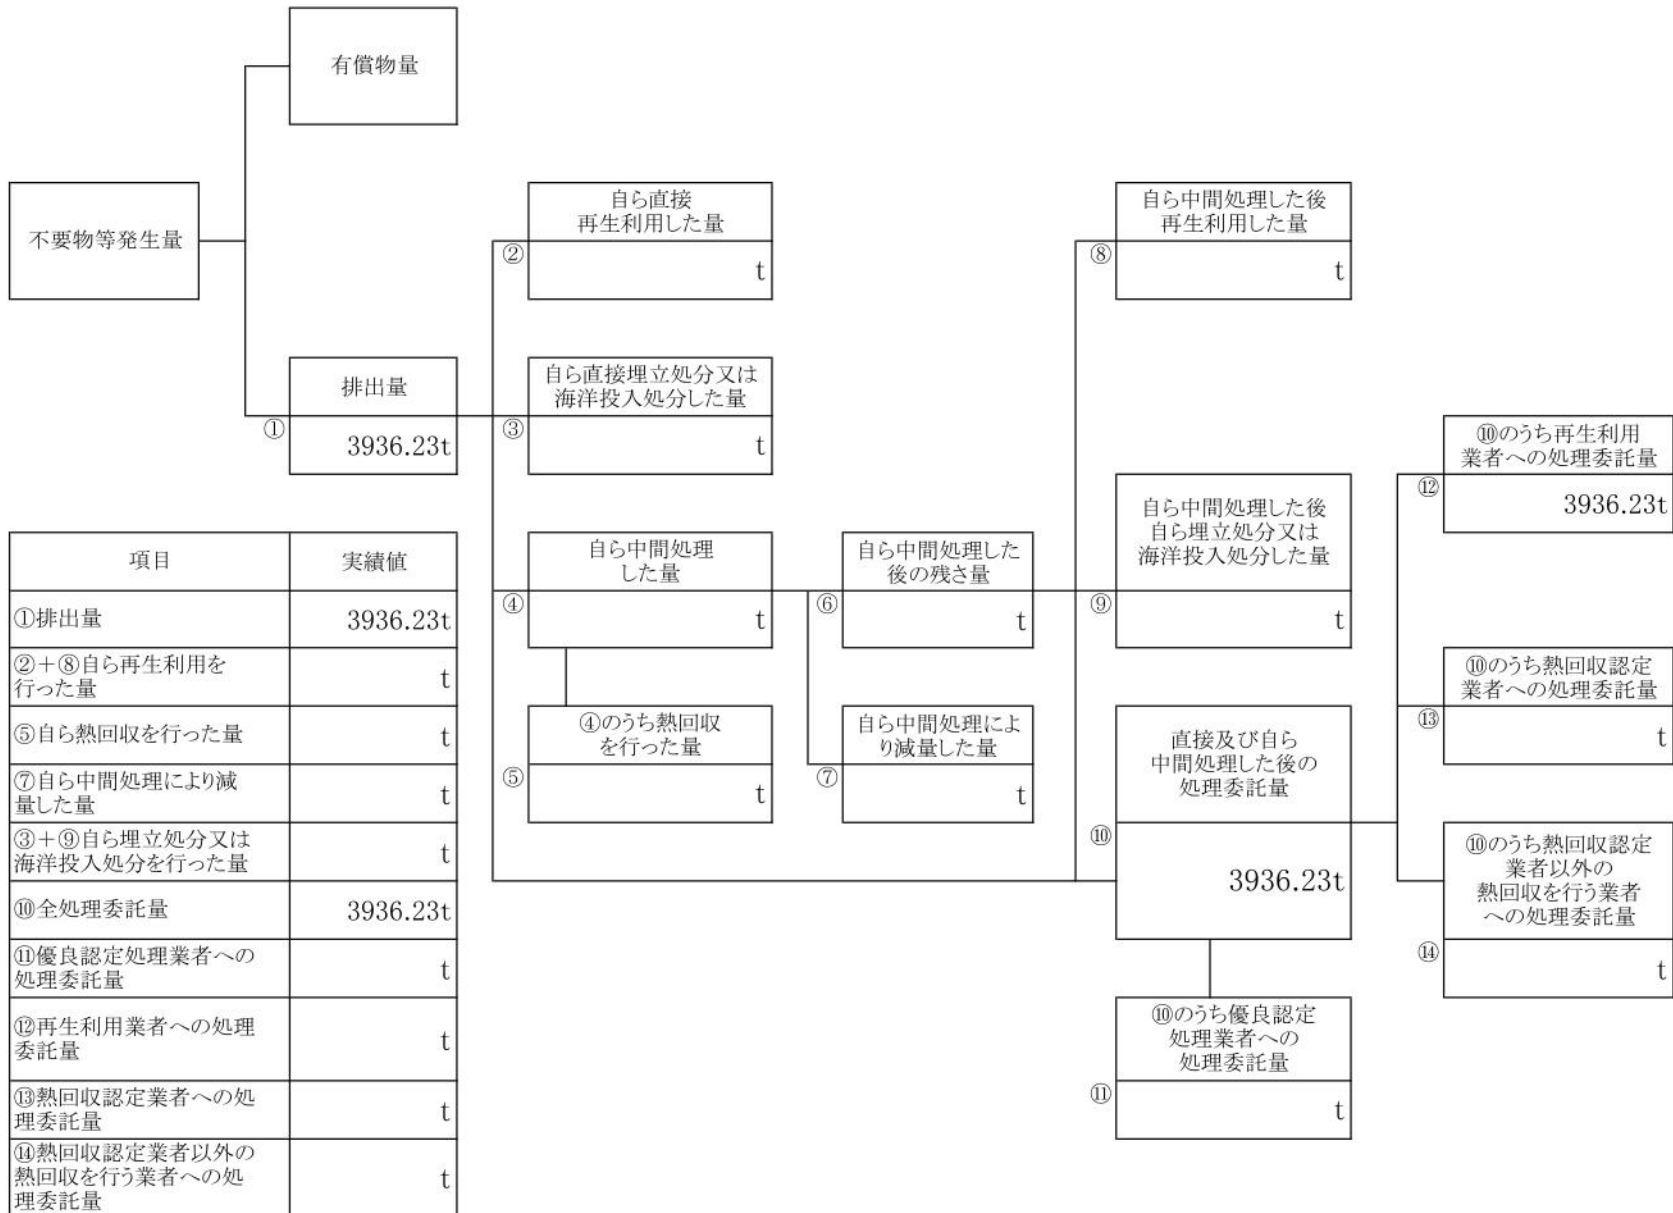 有償物量
不要物等発生量
排出量
①
3936.23t
自ら直接
再生利用した量
②
t
自ら直接埋立処分又は
海洋投入処分した量
③
t
自ら中間処理
した量
④
t
④のうち熱回収
を行った量
⑤
t
自ら中間処理した
後の残さ量
⑥
t
自ら中間処理によ
り減量した量
⑦
t
自ら中間処理した後
再生利用した量
⑧
t
自ら中間処理した後
自ら埋立処分又は
海洋投入処分した量
⑨
t
直接及び自ら
中間処理した後の
処理委託量
⑩
3936.23t
⑩のうち優良認定
処理業者への
処理委託量
⑪
t
⑩のうち再生利用
業者への処理委託量
⑫
3936.23t
⑩のうち熱回収認定
業者への処理委託量
⑬
t
⑩のうち熱回収認定
業者以外の
熱回収を行う業者
への処理委託量
⑭
t
項目 実績値
①排出量 3936.23t
②+⑧自ら再生利用を
行った量 t
⑤自ら熱回収を行った量 t
⑦自ら中間処理により減
量した量 t
③+⑨自ら埋立処分又は
海洋投入処分を行った量 t
⑩全処理委託量 3936.23t
⑪優良認定処理業者への
処理委託量 t
⑫再生利用業者への処理
委託量 t
⑬熱回収認定業者への処
理委託量 t
⑭熱回収認定業者以外の
熱回収を行う業者への処
理委託量 t